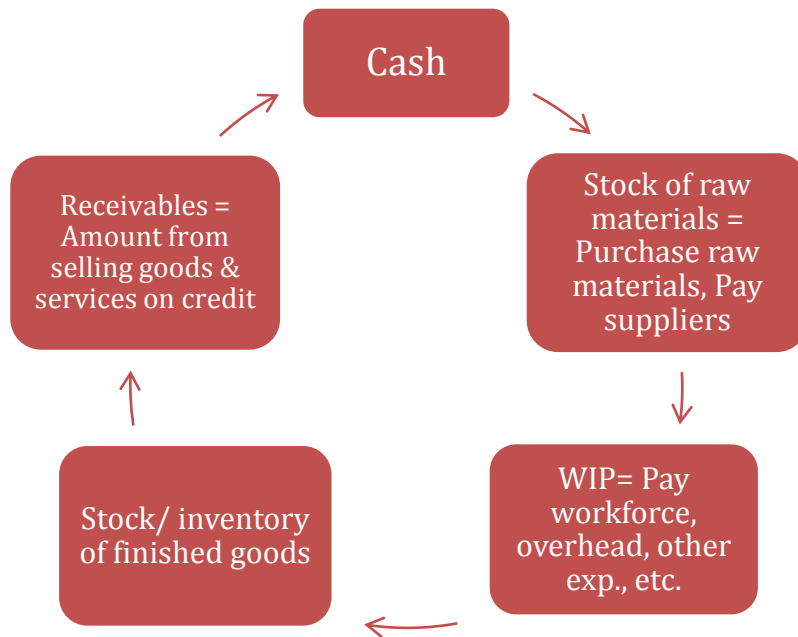 Cash
Stock of raw
materials =
Purchase raw
materials, Pay
suppliers
WIP= Pay
workforce,
overhead, other
exp., etc.
Stock/ inventory
of finished goods
Receivables =
Amount from
selling goods &
services on credit